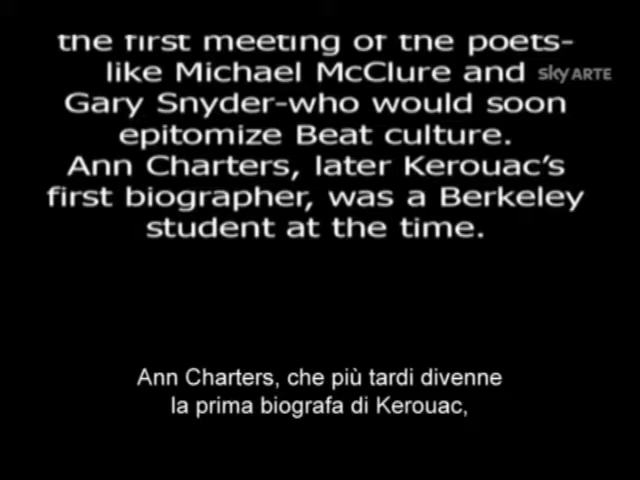 the first meeting of the poets-
like Michael McClure and
sky ARTE
Gary Snyder-who would soon
epitomize Beat culture.
Ann Charters, later Kerouac's
first biographer, was a Berkeley
student at the time.
Ann Charters, che più tardi divenne
la prima biografa di Kerouac,